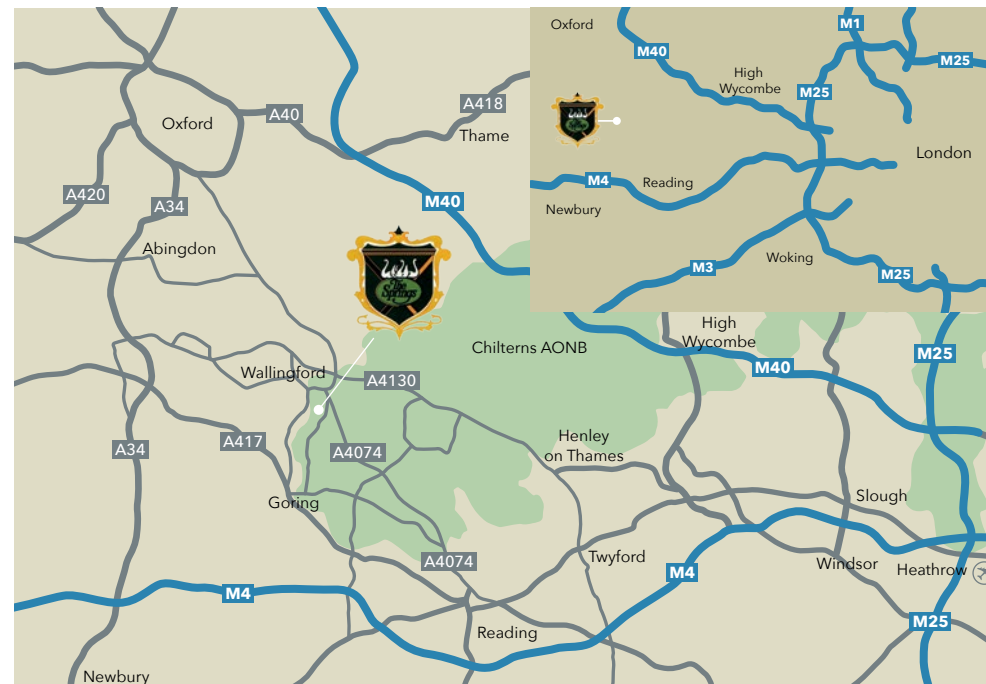 Oxford
M1
M40
M25
High
Wycombe
M25
London
M4
Reading
Newbury
M3
Woking
M25
A418
A40
Thame
Oxford
A420
A34
M40
Abingdon
The
Springs
High
Wycombe
Chilterns AONB
M25
M40
Wallingford
A4130
A417
A34
A4074
Henley
on Thames
Goring
Slough
A4074
Twyford
Windsor
Heathrow
M4
M4
M25
Reading
Newbury